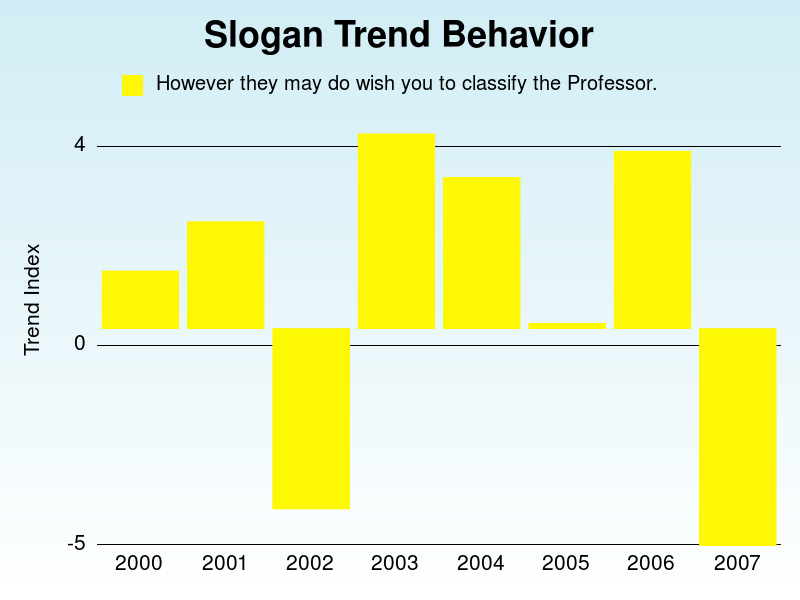 Slogan Trend Behavior
However they may do wish you to classify the Professor.
4
0
-5
Trend Index
2000 2001 2002 2003 2004 2005 2006 2007